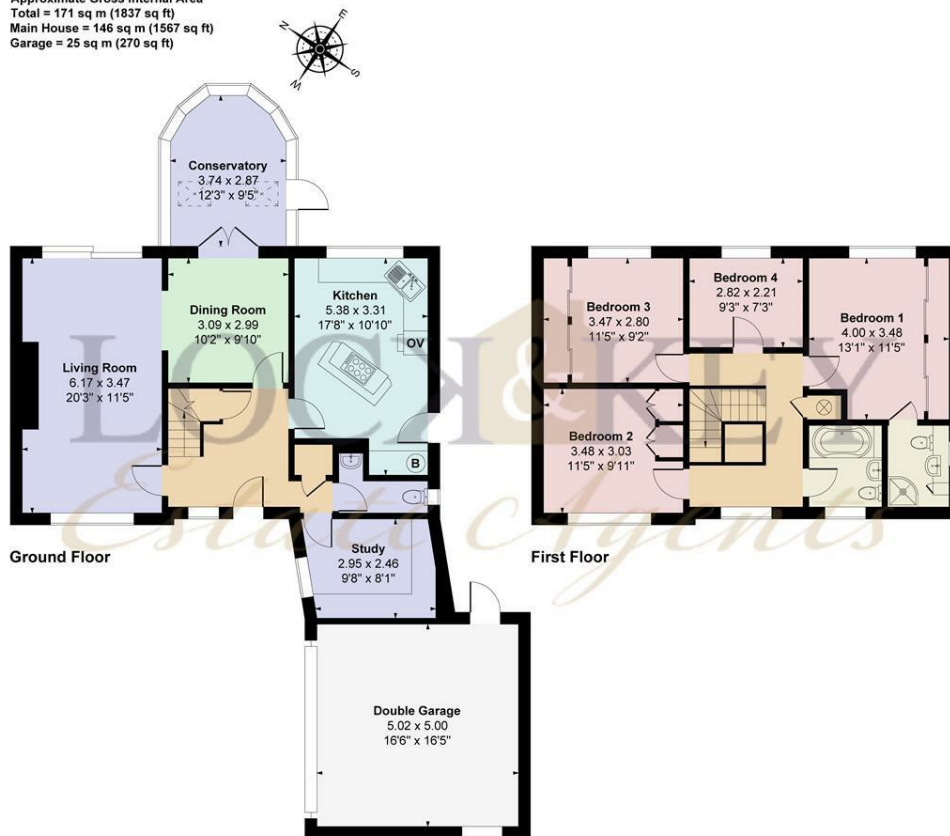 Approximate Gross Internal Area
Total = 171 sq m (1837 sq ft)
Main House = 146 sq m (1567 sq ft)
Garage = 25 sq m (270 sq ft)
N
E
S
W
Conservatory
3.74 x 2.87
12'3" x 9'5"
Dining Room
3.09 x 2.99
10'2" x 9'10"
Kitchen
5.38 x 3.31
17'8" x 10'10"
OV
B
Living Room
6.17 x 3.47
20'3" x 11'5"
Study
2.95 x 2.46
9'8" x 8'1"
Double Garage
5.02 x 5.00
16'6" x 16'5"
Ground Floor
Bedroom 3
3.47 x 2.80
11'5" x 9'2"
Bedroom 4
2.82 x 2.21
9'3" x 7'3"
Bedroom 1
4.00 x 3.48
13'1" x 11'5"
Bedroom 2
3.48 x 3.03
11'5" x 9'11"
First Floor
LOCK & KEY
Estate Agents